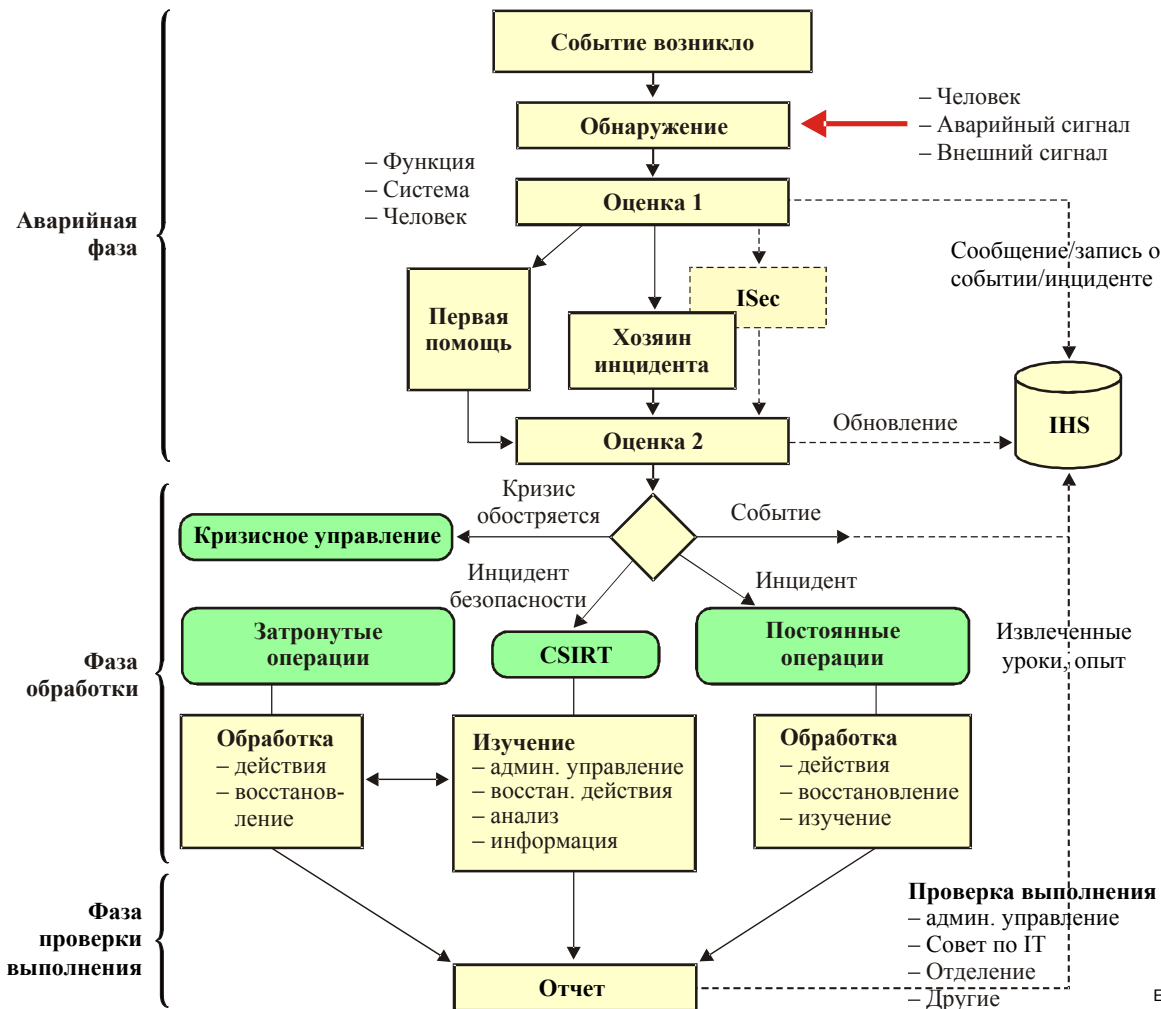 Событие возникло
Обнаружение
– Человек
– Аварийный сигнал
– Внешний сигнал
– Функция
– Система
– Человек
Оценка 1
Аварийная
фаза
Сообщение/запись о
событии/инциденте
ISec
Первая
помощь
Хозяин
инцидента
IHS
Оценка 2
Обновление
Кризис
обостряется
Событие
Кризисное управление
Инцидент
безопасности
Инцидент
Затронутые
операции
CSIRT
Постоянные
операции
Извлеченные
уроки, опыт
Фаза
обработки
Обработка
– действия
– восстанов-
ление
Изучение
– админ. управление
– восстан. действия
– анализ
– информация
Обработка
– действия
– восстановление
– изучение
Фаза
проверки
выполнения
Проверка выполнения
– админ. управление
– Совет по IT
– Отделение
– Другие
Отчет
E